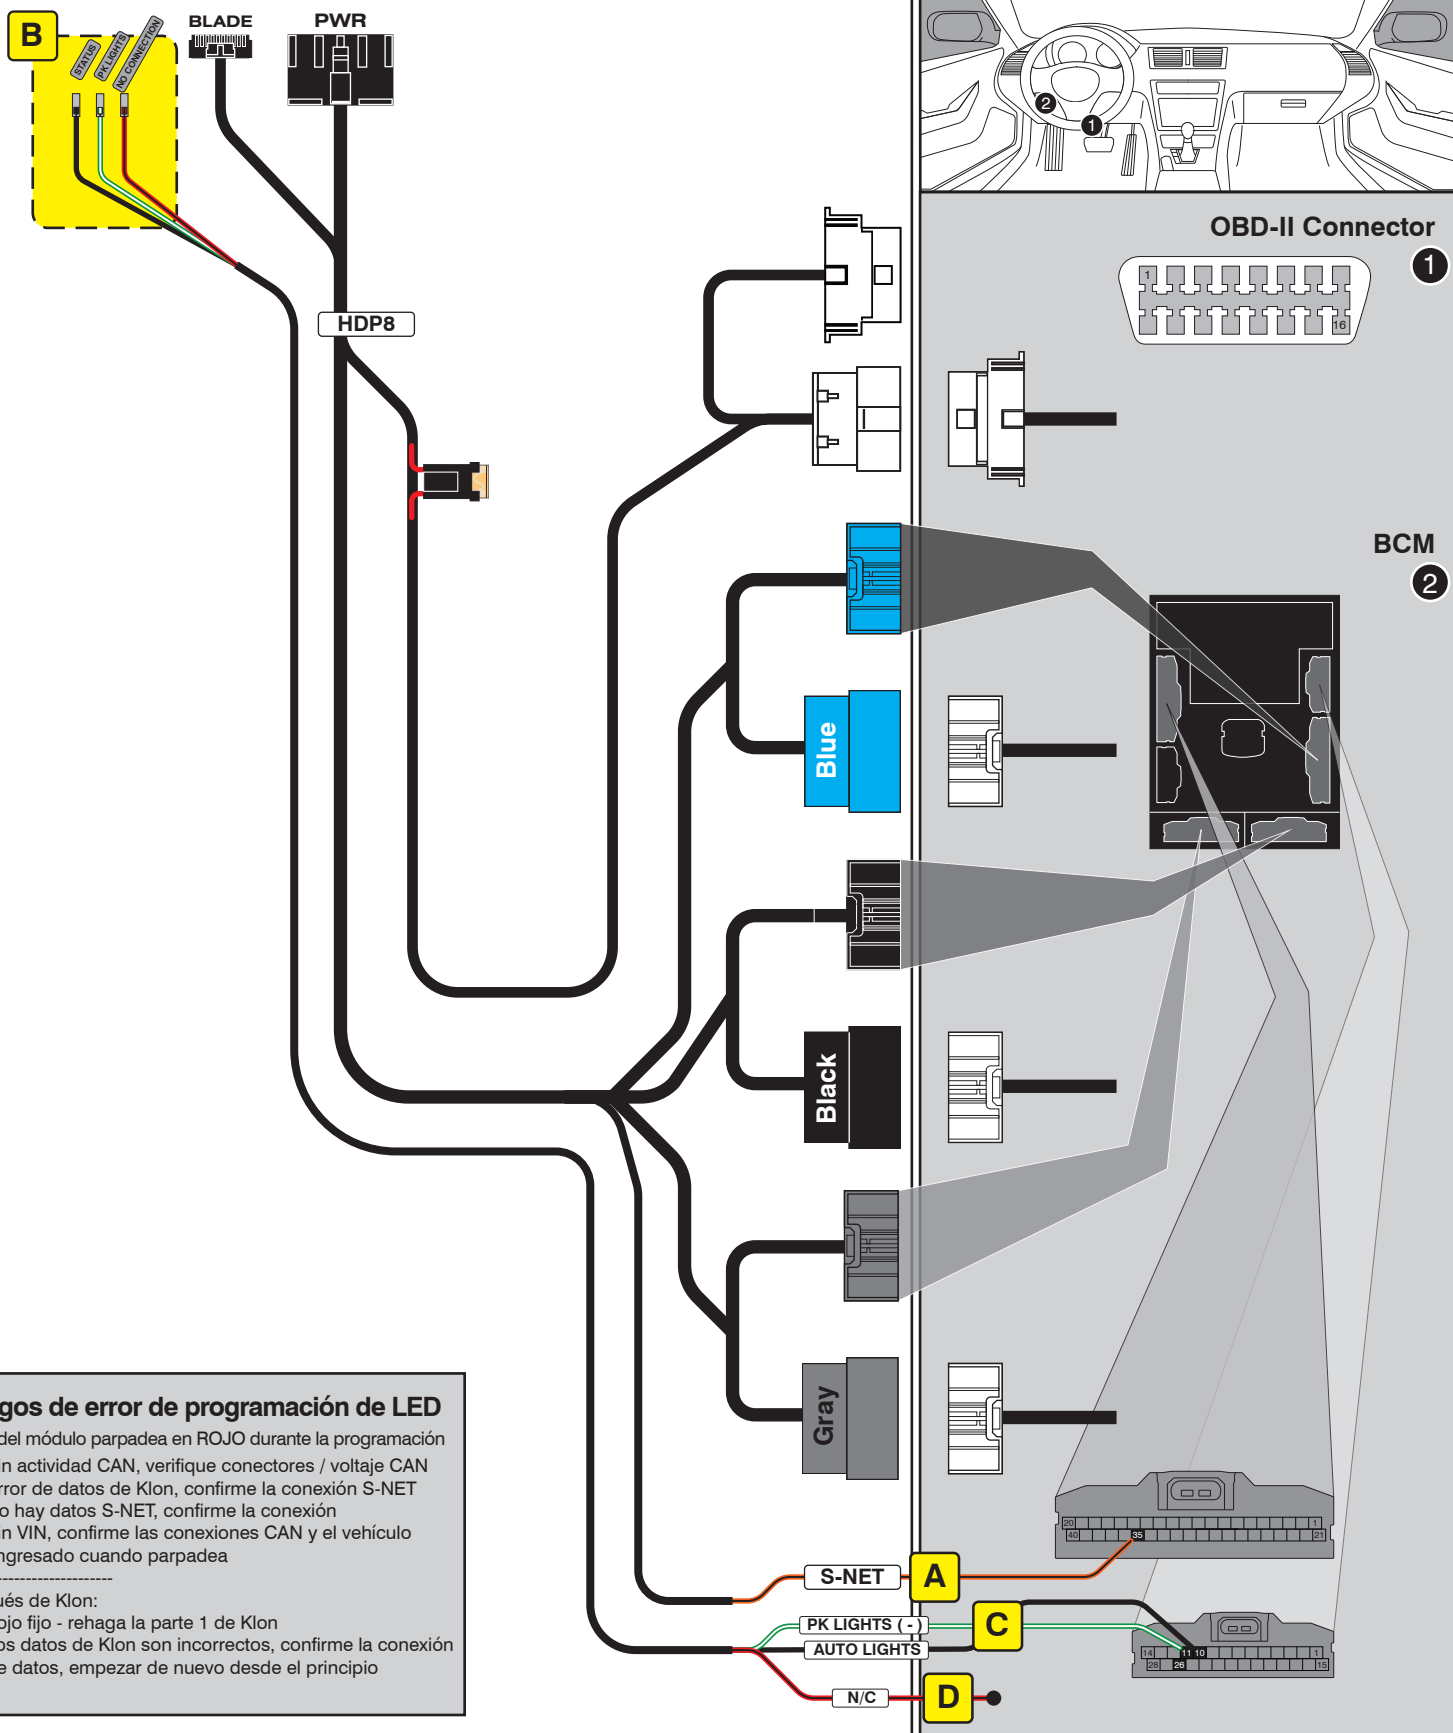 B
STATUS
PK LIGHTS
NO CONNECTION
BLADE
PWR
2
1
OBD-II Connector
1
1
16
HDP8
BCM
2
Blue
Black
Gray
gos de error de programación de LED
del módulo parpadea en ROJO durante la programación
in actividad CAN, verifique conectores / voltaje CAN
rror de datos de Klon, confirme la conexión S-NET
o hay datos S-NET, confirme la conexión
in VIN, confirme las conexiones CAN y el vehículo
ngresado cuando parpadea
---------------------
ués de Klon:
ojo fijo - rehaga la parte 1 de Klon
os datos de Klon son incorrectos, confirme la conexión
e datos, empezar de nuevo desde el principio
20 1
40 35 21
S-NET A
PK LIGHTS ( - ) C
AUTO LIGHTS
14 11 10 1
28 26 15
N/C D